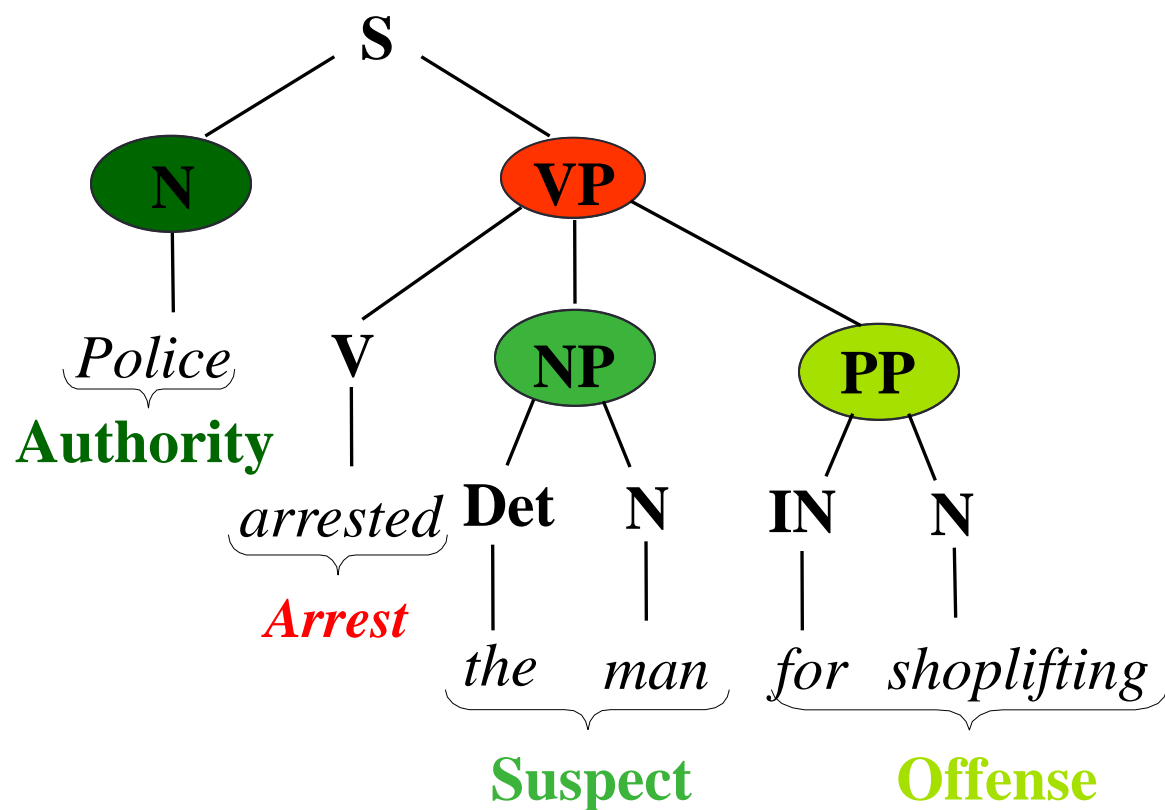 S
N VP
Police V NP PP
Authority
arrested Det N IN N
Arrest
the man for shoplifting
Suspect Offense